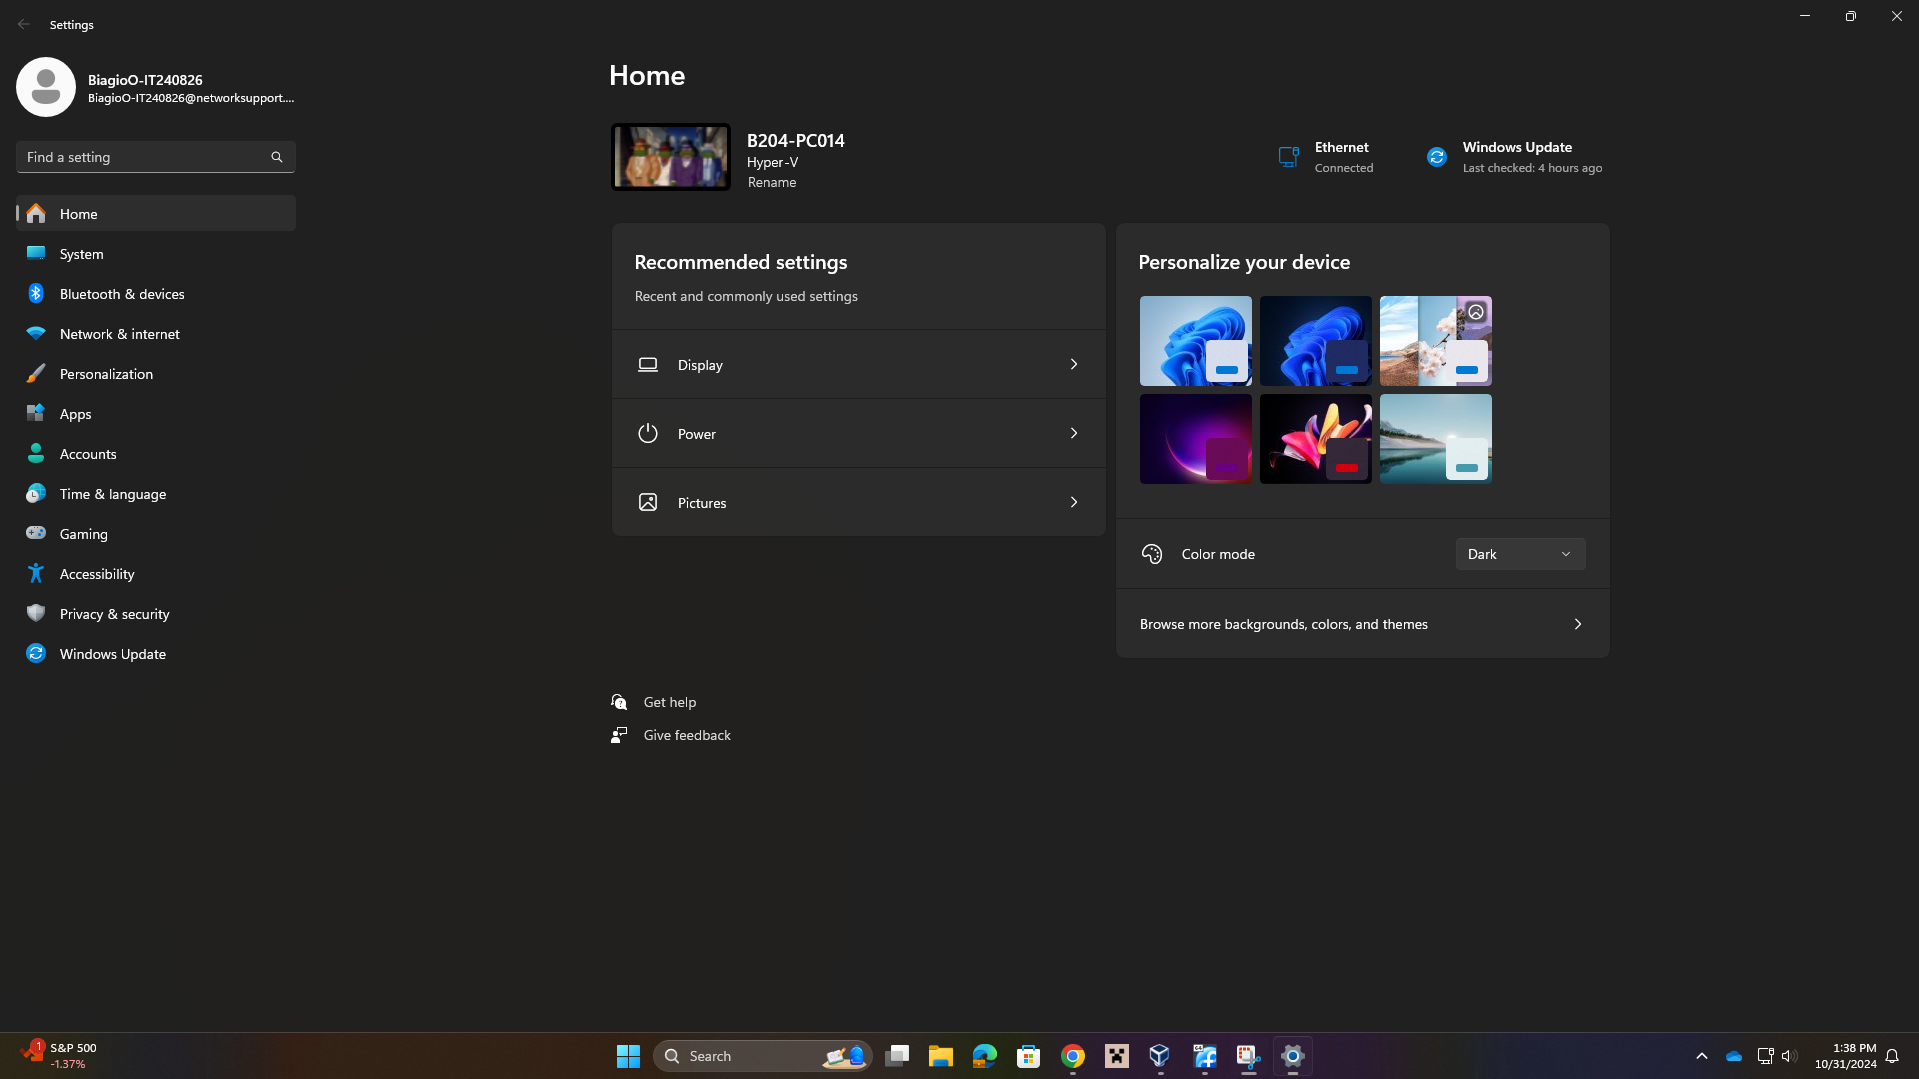 Settings
BiagioO-IT240826
BiagioO-IT240826@networksupport....
Find a setting
Home
System
Bluetooth & devices
Network & internet
Personalization
Apps
Accounts
Time & language
Gaming
Accessibility
Privacy & security
Windows Update
Home
B204-PC014
Hyper-V
Rename
Ethernet
Connected
Windows Update
Last checked: 4 hours ago
Recommended settings
Recent and commonly used settings
Display
Power
Pictures
Personalize your device
Color mode
Dark
Browse more backgrounds, colors, and themes
Get help
Give feedback
1
S&P 500
-1.37%
Search
64
1:38 PM
10/31/2024